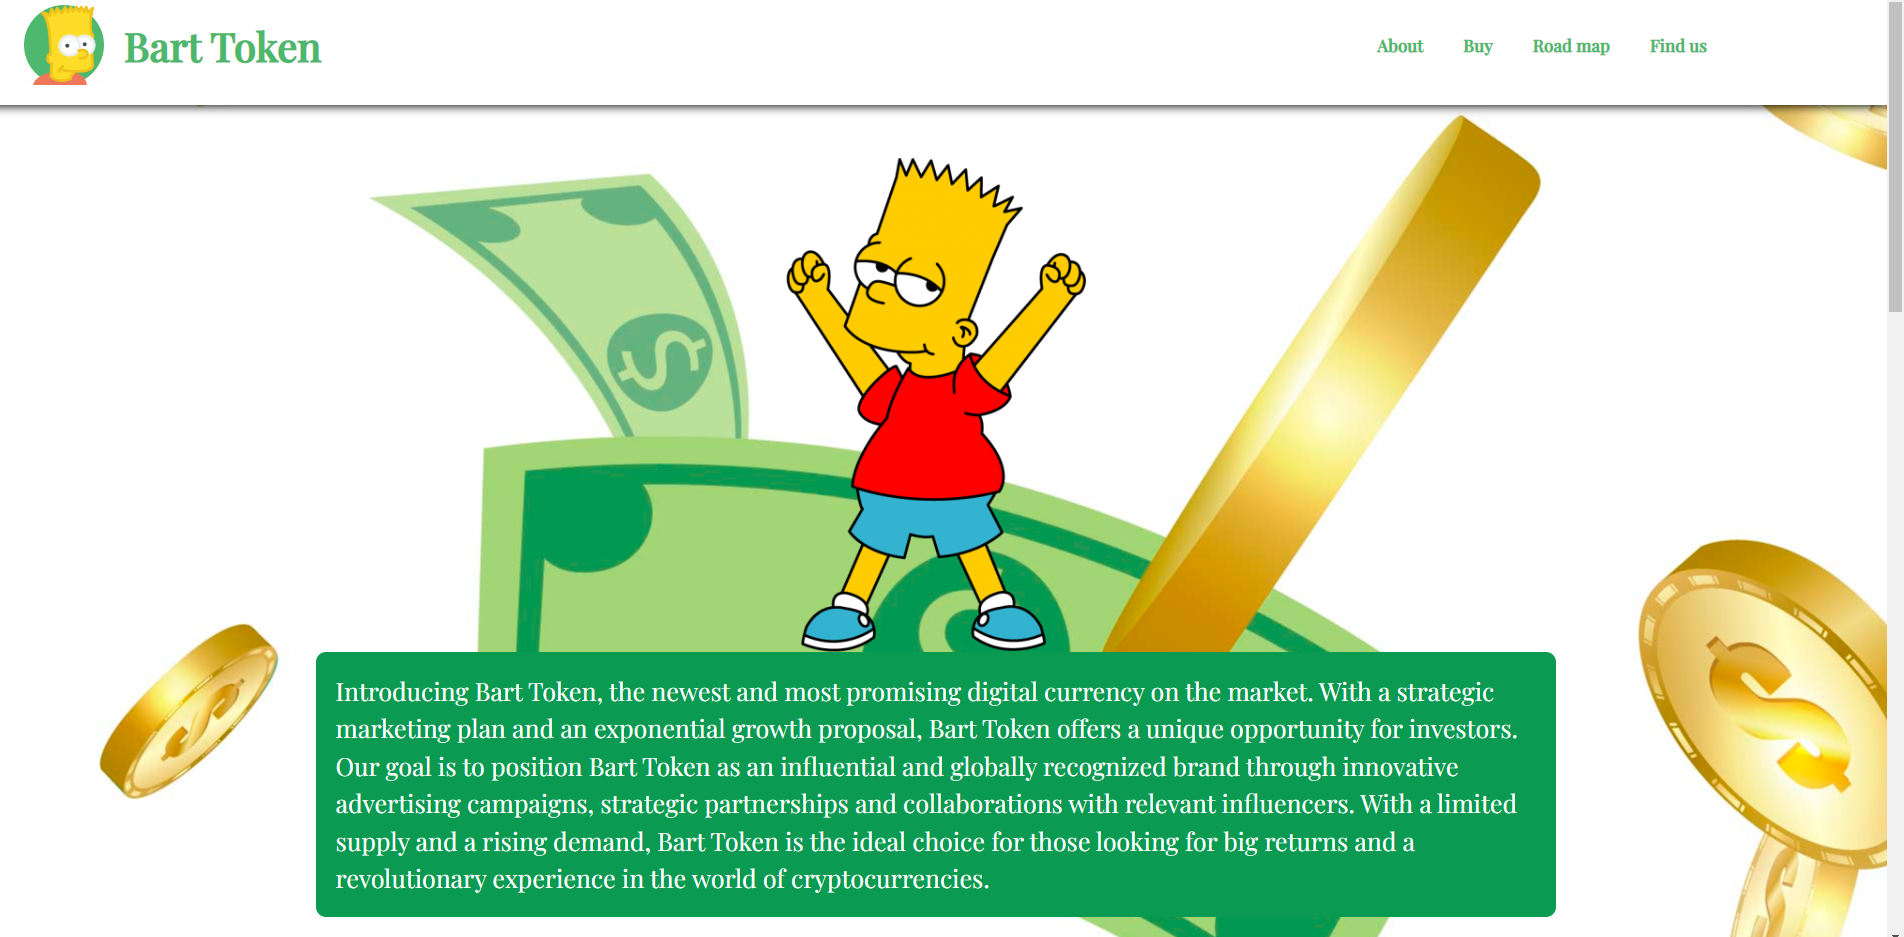 Bart Token
About
Buy
Road map
Find us
Introducing Bart Token, the newest and most promising digital currency on the market. With a strategic
marketing plan and an exponential growth proposal, Bart Token offers a unique opportunity for investors.
Our goal is to position Bart Token as an influential and globally recognized brand through innovative
advertising campaigns, strategic partnerships and collaborations with relevant influencers. With a limited
supply and a rising demand, Bart Token is the ideal choice for those looking for big returns and a
revolutionary experience in the world of cryptocurrencies.